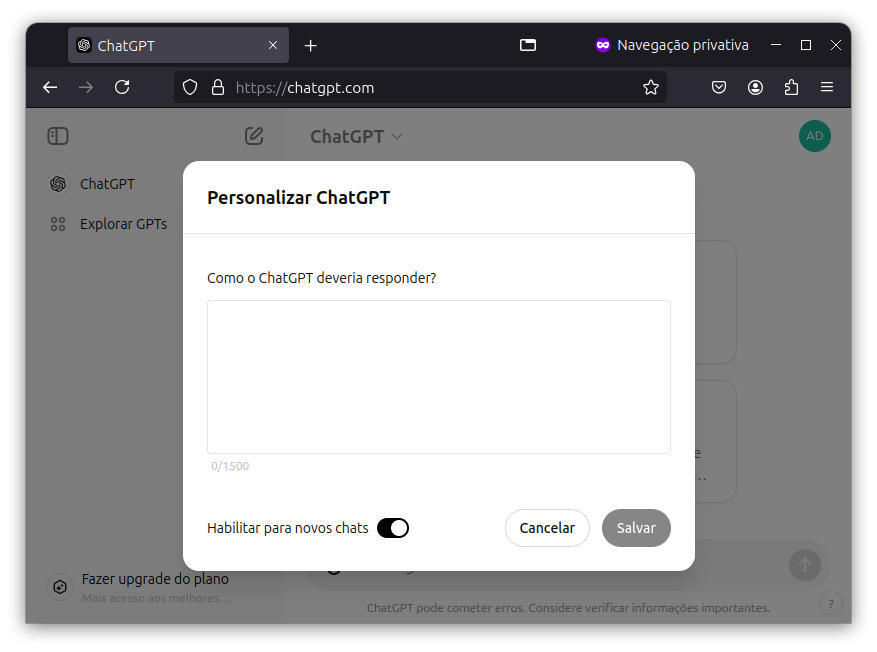 ChatGPT
Navegação privativa
https://chatgpt.com
ChatGPT
AD
ChatGPT
Explorar GPTs
Personalizar ChatGPT
Como o ChatGPT deveria responder?
0/1500
Habilitar para novos chats
Cancelar
Salvar
e
...
Fazer upgrade do plano
Mais acesso aos melhores...
ChatGPT pode cometer erros. Considere verificar informações importantes.
?